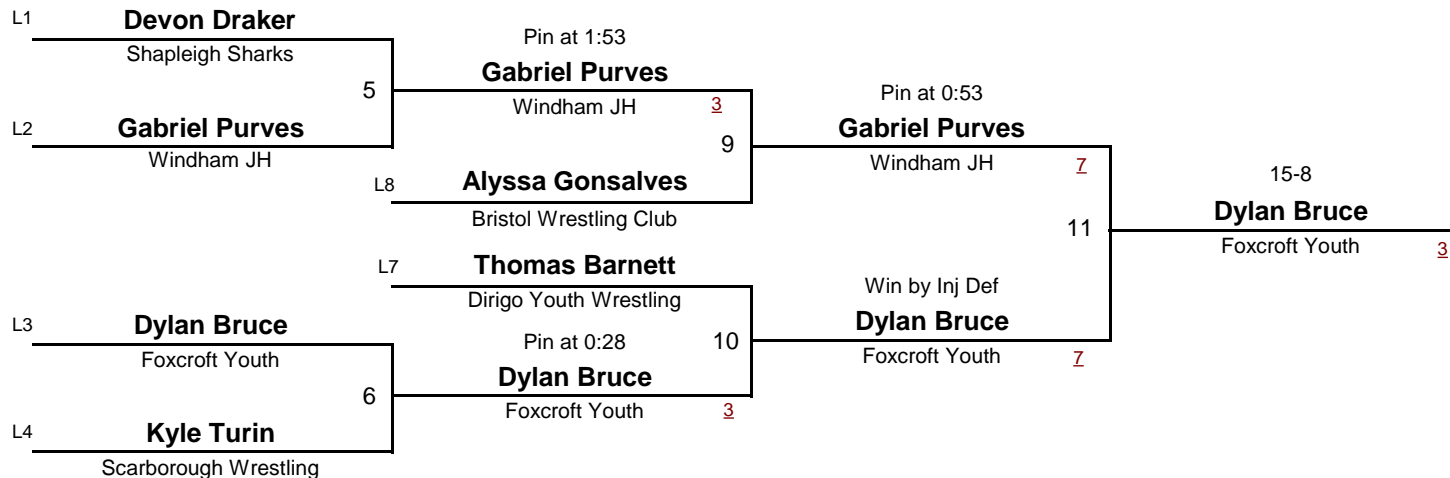 L1
Devon Draker
Shapleigh Sharks
Pin at 1:53
5
Gabriel Purves
Windham JH
3
L2
Gabriel Purves
Windham JH
Pin at 0:53
9
Gabriel Purves
Windham JH
7
L8
Alyssa Gonsalves
Bristol Wrestling Club
15-8
11
Dylan Bruce
Foxcroft Youth
3
L7
Thomas Barnett
Dirigo Youth Wrestling
Win by Inj Def
10
Dylan Bruce
Foxcroft Youth
7
L3
Dylan Bruce
Foxcroft Youth
Pin at 0:28
6
Dylan Bruce
Foxcroft Youth
3
L4
Kyle Turin
Scarborough Wrestling